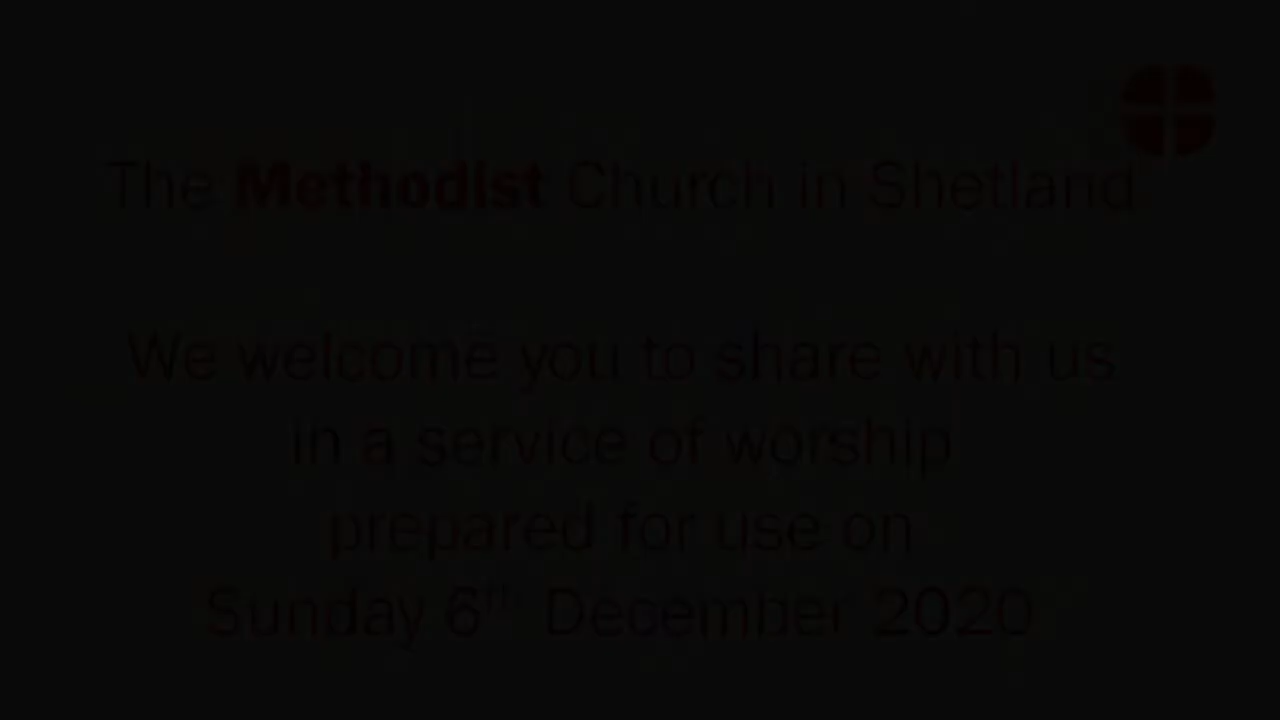 The Methodist Church in Shetland
We welcome you to share with us
in a service of worship
prepared for use on
Sunday 6th December 2020